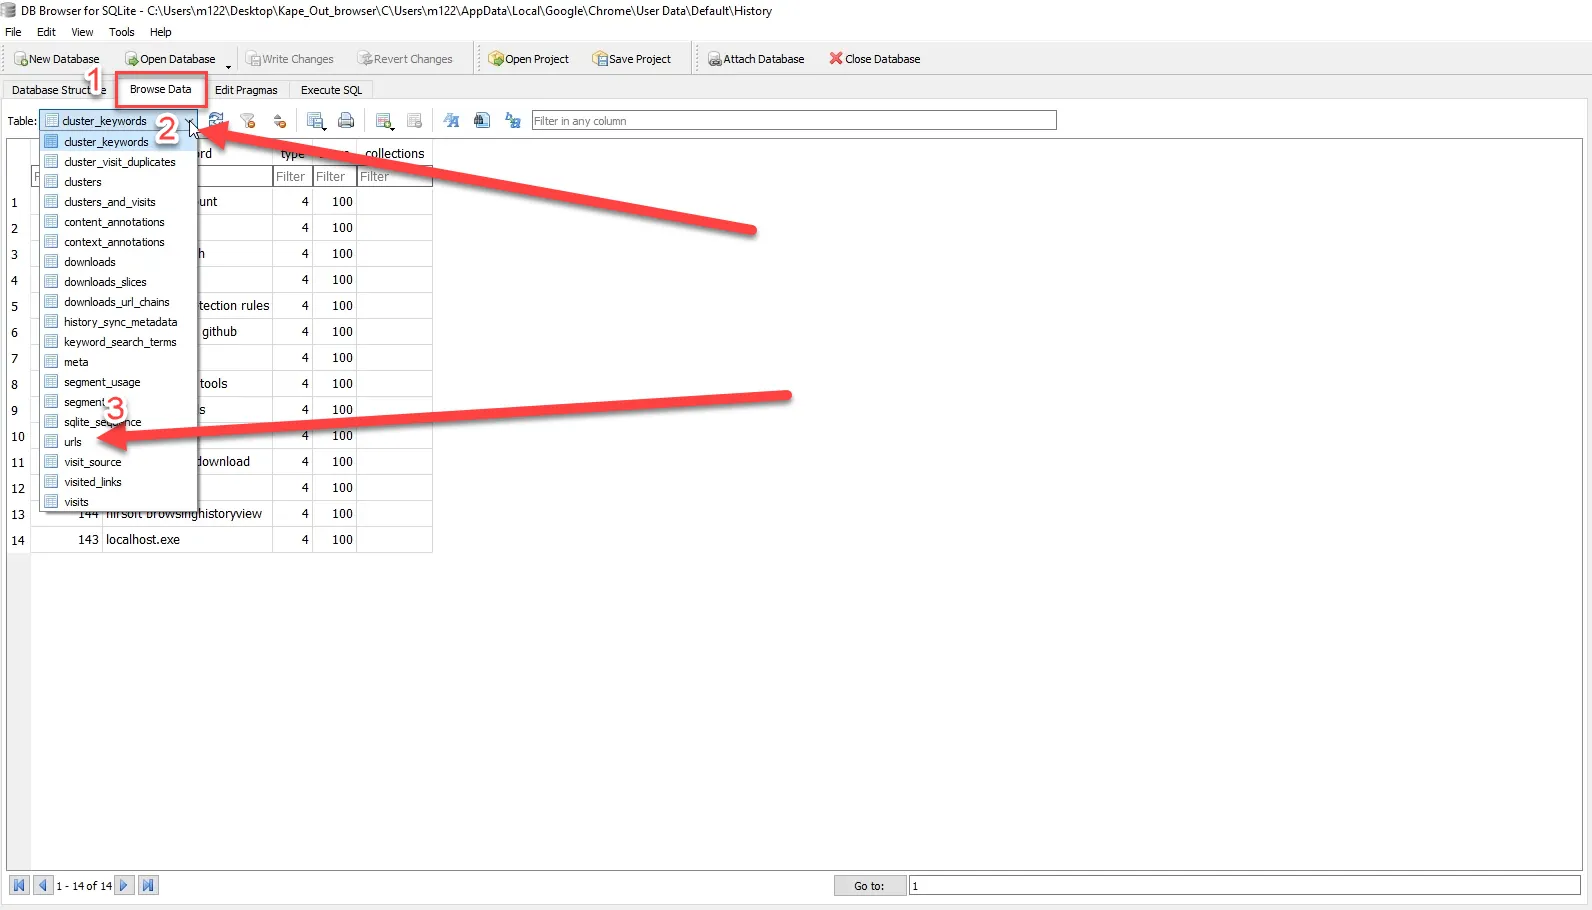 DB Browser for SQLite - C:\Users\m122\Desktop\Kape_Out_browser\C\Users\m122\AppData\Local\Google\Chrome\User Data\Default\History
File Edit View Tools Help
New Database Open Database Write Changes Revert Changes Open Project Save Project Attach Database Close Database
1
Database Structure Browse Data Edit Pragmas Execute SQL
Table: cluster_keywords 2 Filter in any column
cluster_keywords
cluster_visit_duplicates
clusters
clusters_and_visits
content_annotations
context_annotations
downloads
downloads_slices
downloads_url_chains
history_sync_metadata
keyword_search_terms
meta
segment_usage
segment
3
sqlite_sequence
urls
visit_source
visited_links
visits
rd type collections
F Filter Filter Filter
1 unt 4 100
2 4 100
3 h 4 100
4 4 100
5 tection rules 4 100
6 github 4 100
7 4 100
8 tools 4 100
9 s 4 100
10 4 100
11 download 4 100
12 4 100
13 144 nirsoft browsinghistoryview 4 100
14 143 localhost.exe 4 100
1 - 14 of 14 Go to: 1